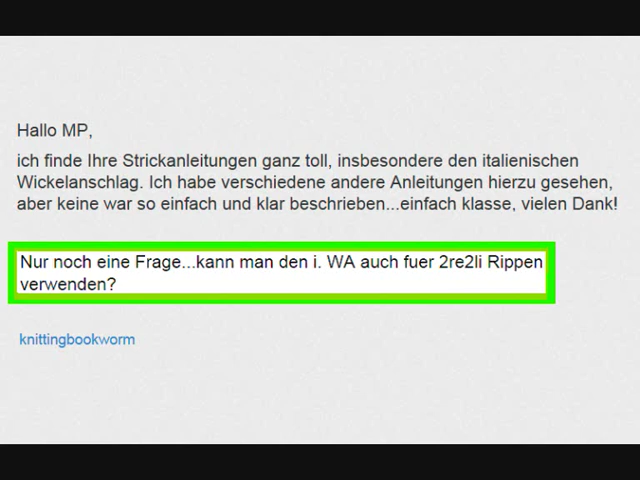 Hallo MP,
ich finde Ihre Strickanleitungen ganz toll, insbesondere den italienischen
Wickelanschlag. Ich habe verschiedene andere Anleitungen hierzu gesehen,
aber keine war so einfach und klar beschrieben...einfach klasse, vielen Dank!
Nur noch eine Frage...kann man den i. WA auch fuer 2re2li Rippen
verwenden?
knittingbookworm